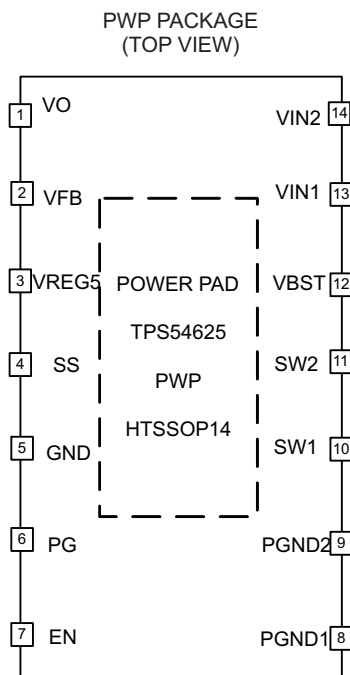 PWP PACKAGE
(TOP VIEW)
1 VO
VIN2 14
2 VFB
VIN1 13
3 VREG5
POWER PAD
VBST 12
TPS54625
4 SS
SW2 11
PWP
HTSSOP14
5 GND
SW1 10
6 PG
PGND2 9
7 EN
PGND1 8